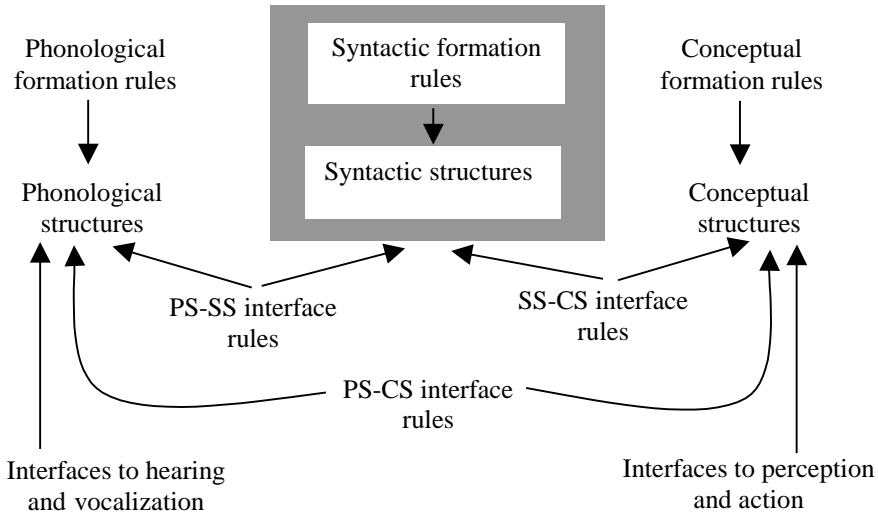 Phonological
formation rules
Syntactic formation
rules
Conceptual
formation rules
Phonological
structures
Syntactic structures
Conceptual
structures
PS-SS interface
rules
SS-CS interface
rules
PS-CS interface
rules
Interfaces to hearing
and vocalization
Interfaces to perception
and action